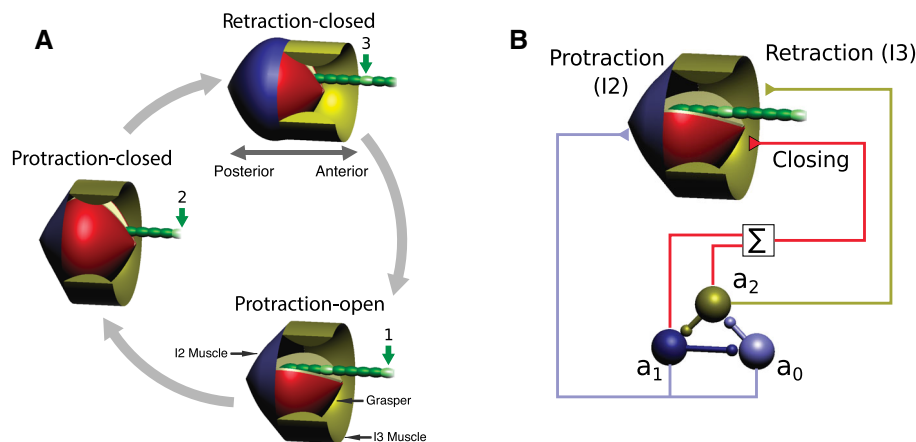 A
Retraction-closed
3
Posterior
Anterior
Protraction-closed
2
Protraction-open
1
I2 Muscle
Grasper
I3 Muscle
B
Protraction
(I2)
Retraction (I3)
Closing
Σ
a2
a1
a0